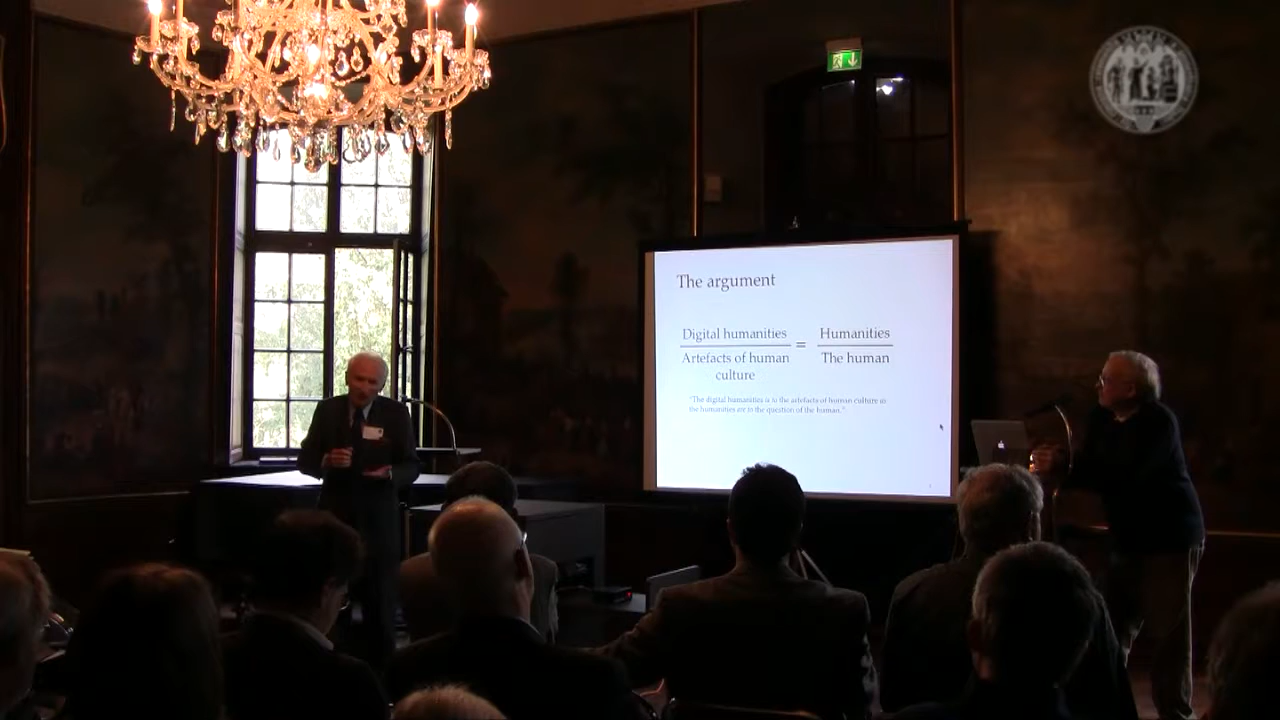 The argument
Digital humanities
Artefacts of human
culture
=
Humanities
The human
"The digital humanities is to the artefacts of human culture as
the humanities are to the question of the human."